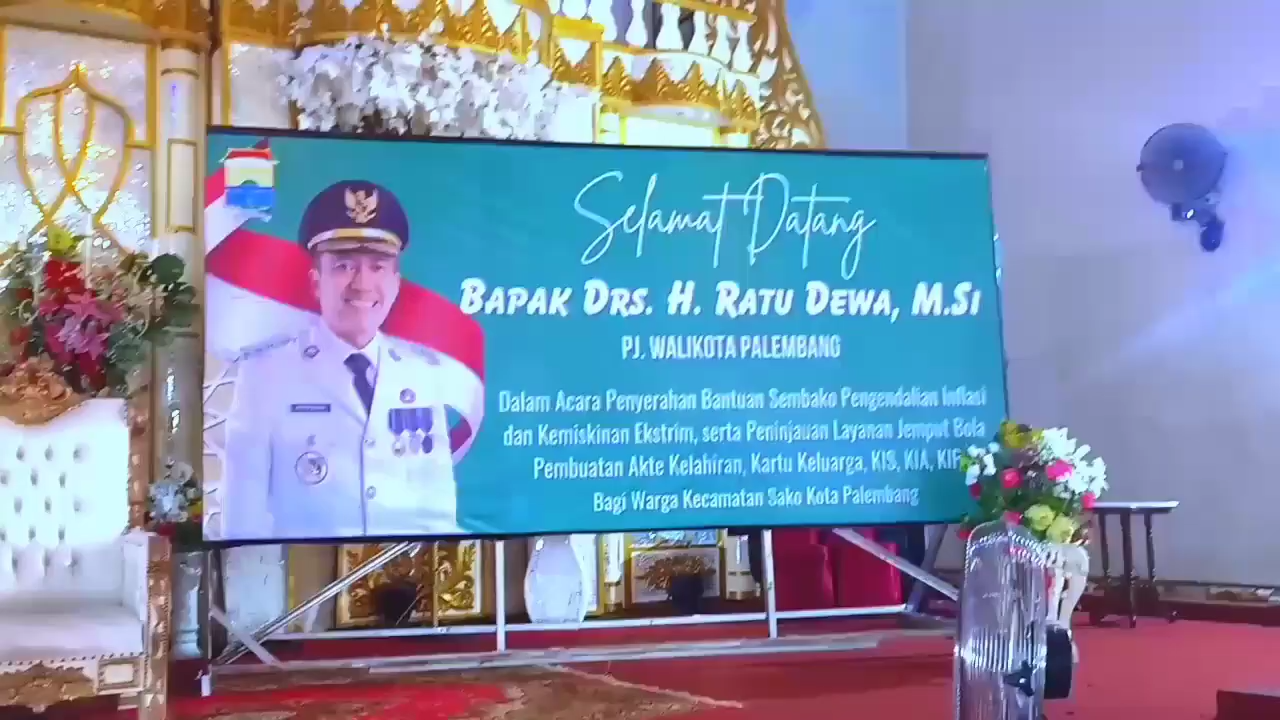 Selamat Datang
BAPAK DRS. H. RATU DEWA, M.SI
PJ. WALIKOTA PALEMBANG
Dalam Acara Penyerahan Bantuan Sembako Pengendalian Inflasi
dan Kemiskinan Ekstrim, serta Peninjauan Layanan Jemput Bola
Pembuatan Akte Kelahiran, Kartu Keluarga, KIS, KIA,
Bagi Warga Kecamatan Sako Kota Palembang